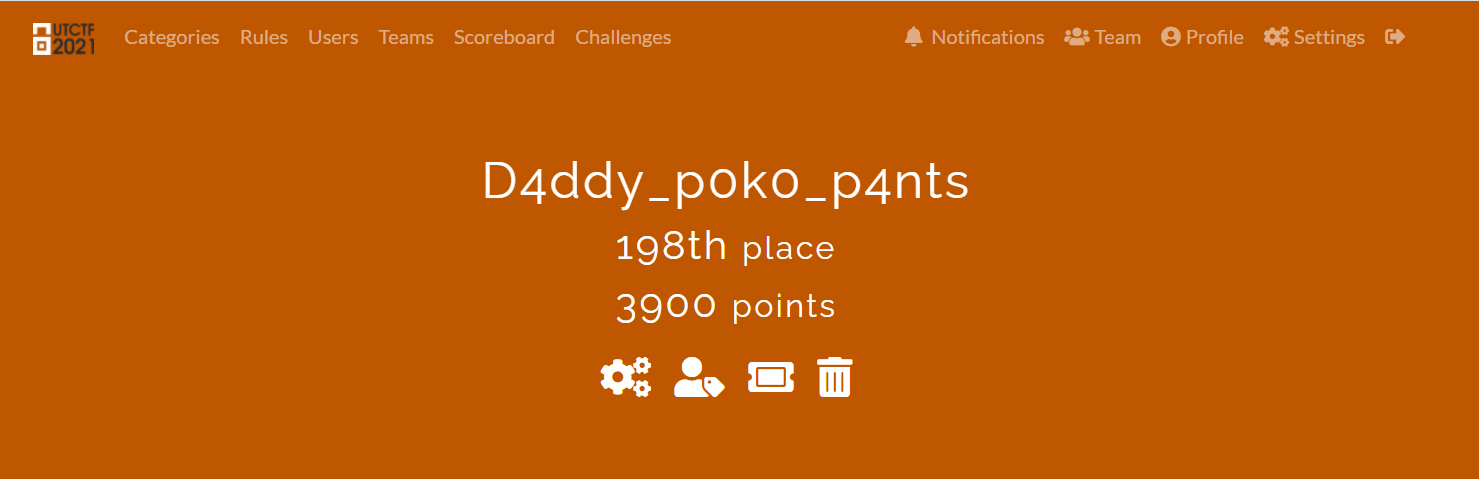 UTCTF
2021
Categories Rules Users Teams Scoreboard Challenges Notifications Team Profile Settings
D4ddy_p0k0_p4nts
198th place
3900 points